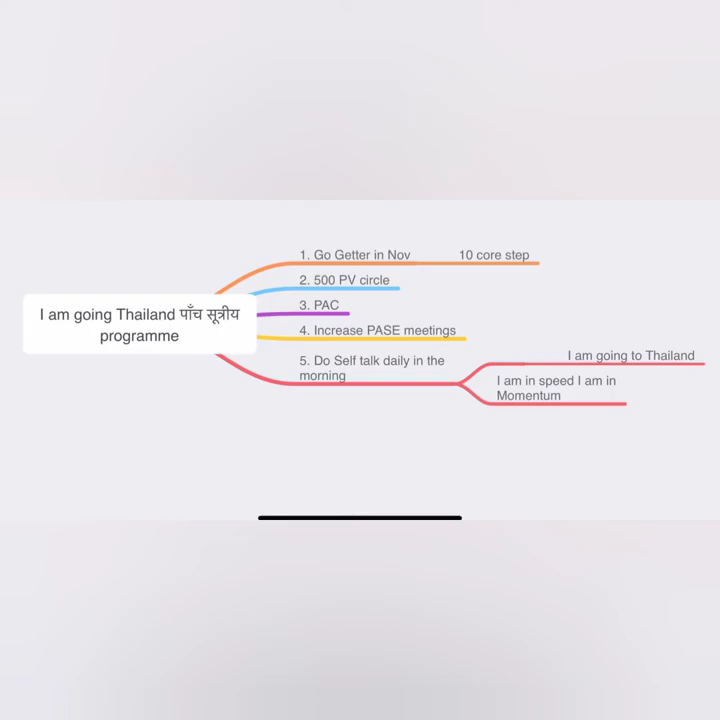 I am going Thailand पाँच सूत्रीय
programme
1. Go Getter in Nov
10 core step
2. 500 PV circle
3. PAC
4. Increase PASE meetings
5. Do Self talk daily in the
morning
I am going to Thailand
I am in speed I am in
Momentum